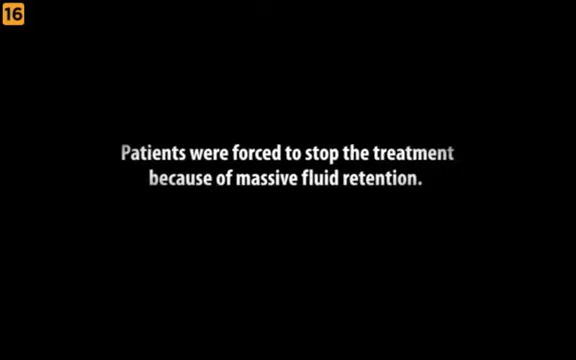 16
Patients were forced to stop the treatment
because of massive fluid retention.